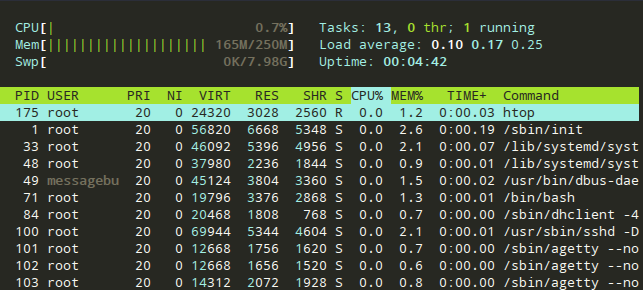 CPU[| 0.7%] Tasks: 13, 0 thr; 1 running
Mem[|||||||||||||||||||| 165M/250M] Load average: 0.10 0.17 0.25
Swp[ 0K/7.98G] Uptime: 00:04:42
PID USER PRI NI VIRT RES SHR S CPU% MEM% TIME+ Command
175 root 20 0 24320 3028 2560 R 0.0 1.2 0:00.03 htop
1 root 20 0 56820 6668 5348 S 0.0 2.6 0:00.19 /sbin/init
33 root 20 0 46092 5396 4956 S 0.0 2.1 0:00.07 /lib/systemd/syst
48 root 20 0 37980 2236 1844 S 0.0 0.9 0:00.01 /lib/systemd/syst
49 messagebu 20 0 45124 3804 3360 S 0.0 1.5 0:00.02 /usr/bin/dbus-dae
71 root 20 0 19796 3376 2868 S 0.0 1.3 0:00.01 /bin/bash
84 root 20 0 20468 1808 768 S 0.0 0.7 0:00.00 /sbin/dhclient -4
100 root 20 0 69944 5344 4604 S 0.0 2.1 0:00.01 /usr/sbin/sshd -D
101 root 20 0 12668 1756 1620 S 0.0 0.7 0:00.00 /sbin/agetty --no
102 root 20 0 12668 1656 1520 S 0.0 0.6 0:00.00 /sbin/agetty --no
103 root 20 0 14312 2072 1928 S 0.0 0.8 0:00.00 /sbin/agetty --no